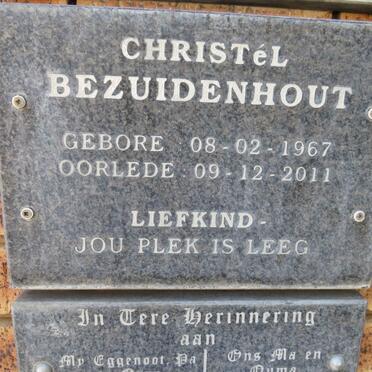 CHRISTéL
BEZUIDENHOUT
GEBORE : 08 - 02 - 1967
OORLEDE : 09 - 12 - 2011
LIEFKIND -
JOU PLEK IS LEEG
In Tere Herinnering
aan
My Eggenoot, Pa
Ons Ma en
Ouma